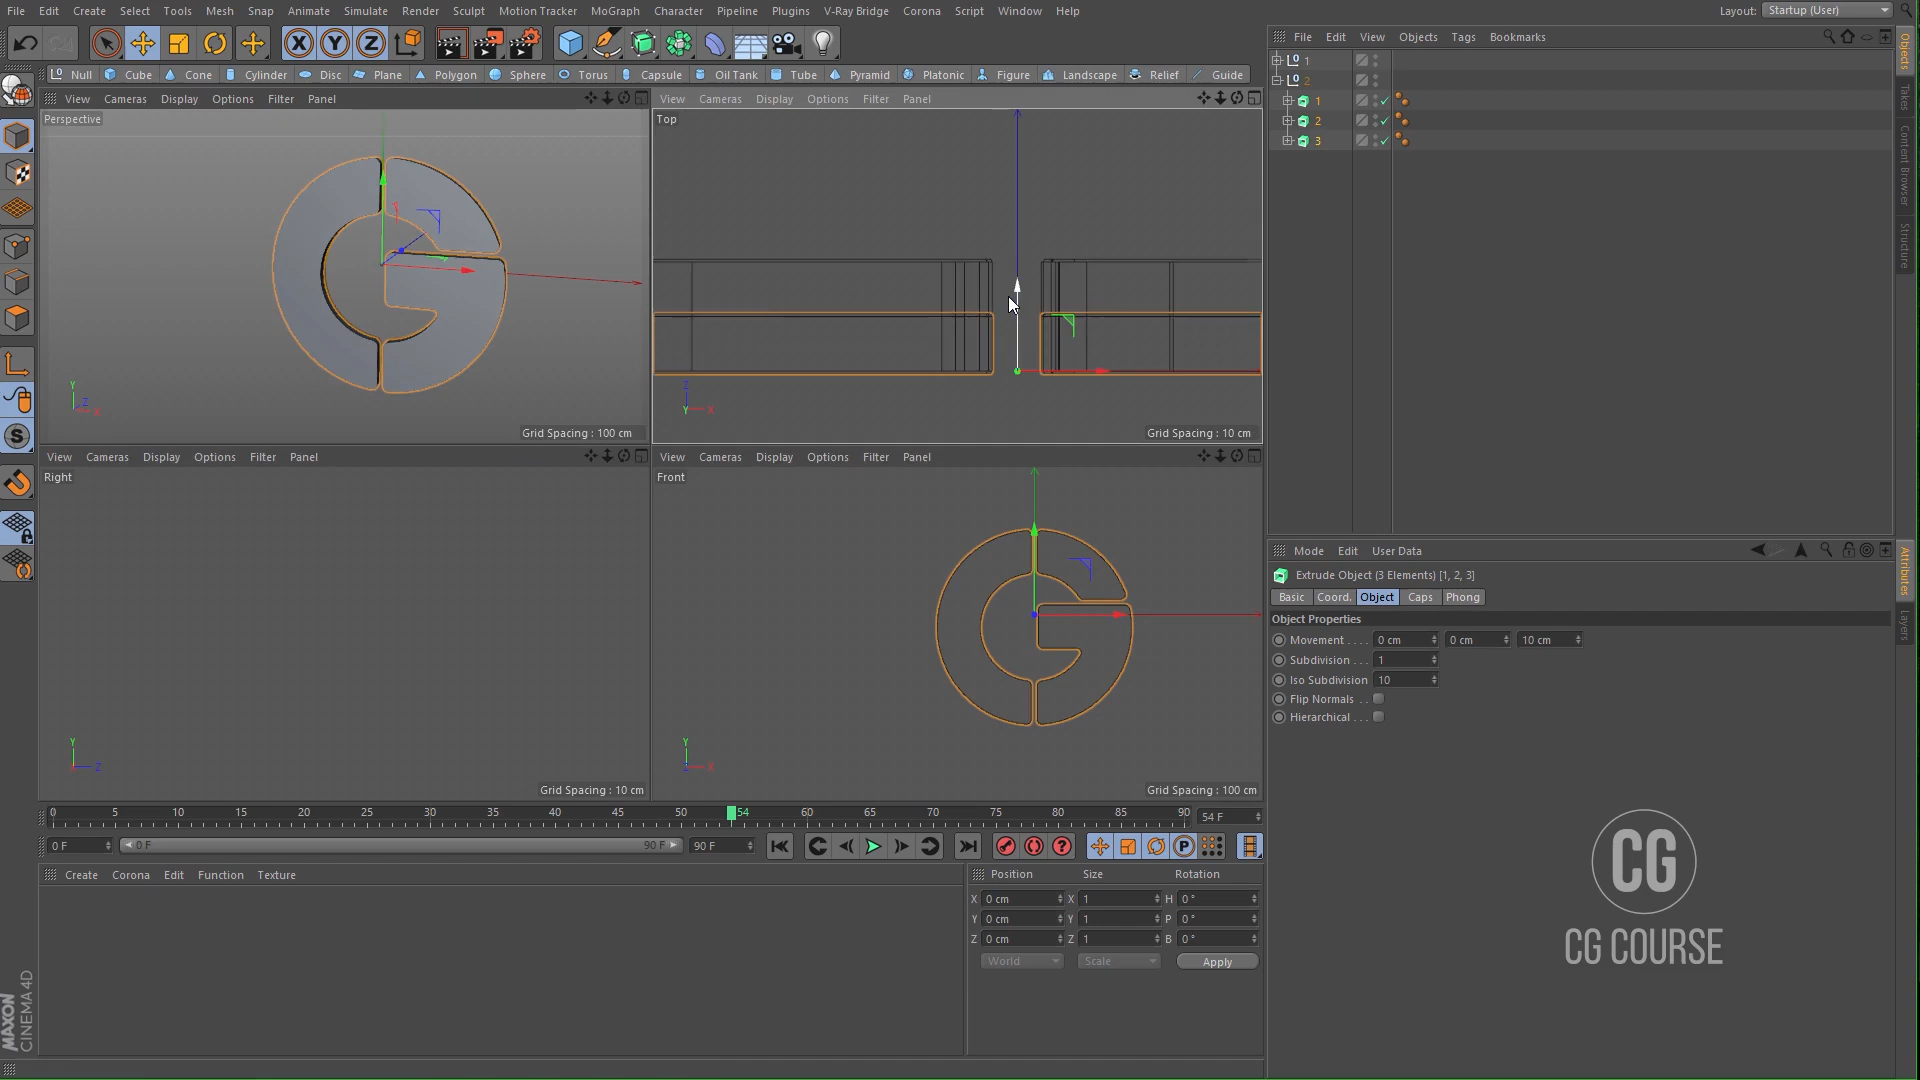 File Edit Create Select Tools Mesh Snap Animate Simulate Render Sculpt Motion Tracker MoGraph Character Pipeline Plugins V-Ray Bridge Corona Script Window Help Layout: Startup (User)
File Edit View Objects Tags Bookmarks
Null Cube Cone Cylinder Disc Plane Polygon Sphere Torus Capsule Oil Tank Tube Pyramid Platonic Figure Landscape Relief Guide
View Cameras Display Options Filter Panel
View Cameras Display Options Filter Panel
Perspective
Top
1
2
1
2
3
Objects
Takes
Content Browser
Structure
Y Z X
Z Y X
Grid Spacing : 100 cm
Grid Spacing : 10 cm
View Cameras Display Options Filter Panel
View Cameras Display Options Filter Panel
Right
Front
Y Z
Y Z X
Grid Spacing : 10 cm
Grid Spacing : 100 cm
Mode Edit User Data
Extrude Object (3 Elements) [1, 2, 3]
Basic Coord. Object Caps Phong
Object Properties
Movement . . . . 0 cm 0 cm 10 cm
Subdivision . . . 1
Iso Subdivision 10
Flip Normals . .
Hierarchical . . .
Attributes
Layers
0 5 10 15 20 25 30 35 40 45 50 54 60 65 70 75 80 85 90 54 F
0 F 0 F 90 F 90 F
Create Corona Edit Function Texture
Position Size Rotation
X 0 cm X 1 H 0 °
Y 0 cm Y 1 P 0 °
Z 0 cm Z 1 B 0 °
World Scale Apply
MAXON
CINEMA 4D
CG
CG COURSE